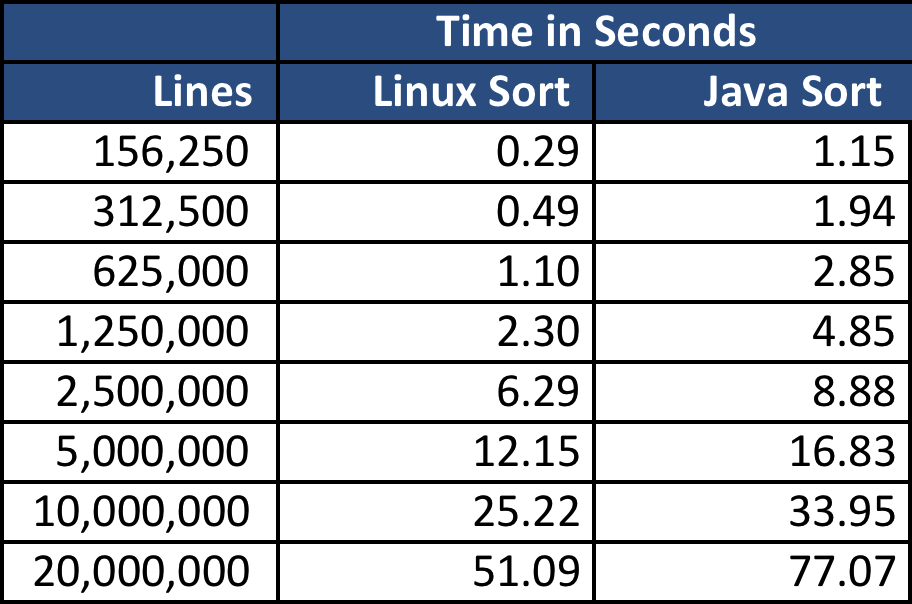 Time in Seconds
Lines Linux Sort Java Sort
156,250 0.29 1.15
312,500 0.49 1.94
625,000 1.10 2.85
1,250,000 2.30 4.85
2,500,000 6.29 8.88
5,000,000 12.15 16.83
10,000,000 25.22 33.95
20,000,000 51.09 77.07